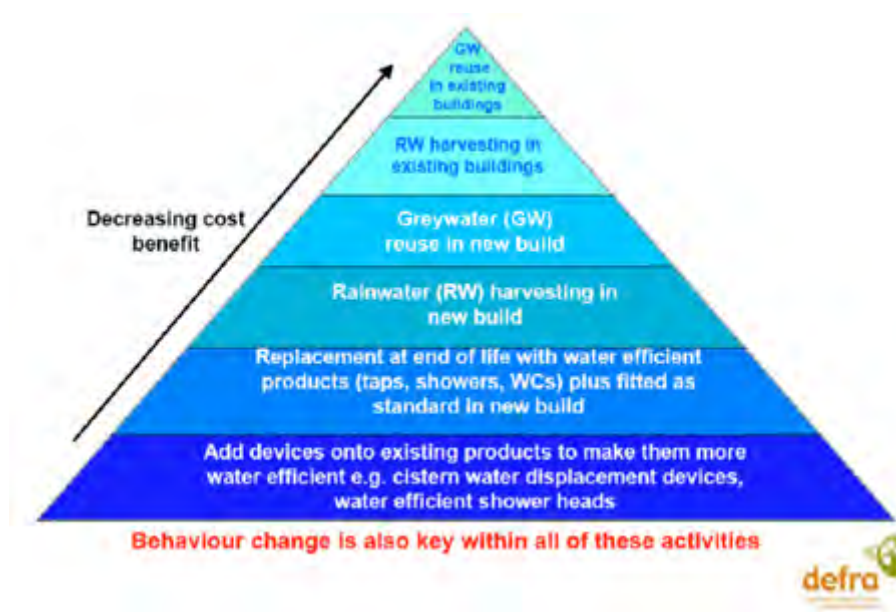 GW
reuse
in existing
buildings
RW harvesting in
existing buildings
Decreasing cost
benefit
Greywater (GW)
reuse in new build
Rainwater (RW) harvesting in
new build
Replacement at end of life with water efficient
products (taps, showers, WCs) plus fitted as
standard in new build
Add devices onto existing products to make them more
water efficient e.g. cistern water displacement devices,
water efficient shower heads
Behaviour change is also key within all of these activities
defra